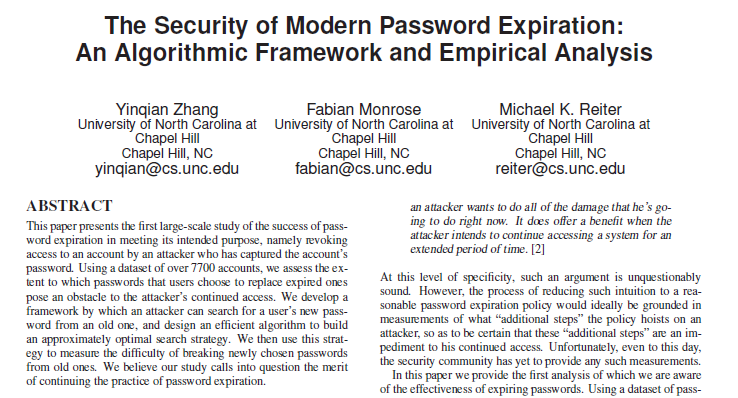 The Security of Modern Password Expiration:
An Algorithmic Framework and Empirical Analysis
Yinqian Zhang
University of North Carolina at
Chapel Hill
Chapel Hill, NC
yinqian@cs.unc.edu
Fabian Monrose
University of North Carolina at
Chapel Hill
Chapel Hill, NC
fabian@cs.unc.edu
Michael K. Reiter
University of North Carolina at
Chapel Hill
Chapel Hill, NC
reiter@cs.unc.edu
ABSTRACT
This paper presents the first large-scale study of the success of pass-
word expiration in meeting its intended purpose, namely revoking
access to an account by an attacker who has captured the account's
password. Using a dataset of over 7700 accounts, we assess the ex-
tent to which passwords that users choose to replace expired ones
pose an obstacle to the attacker's continued access. We develop a
framework by which an attacker can search for a user's new pass-
word from an old one, and design an efficient algorithm to build
an approximately optimal search strategy. We then use this strat-
egy to measure the difficulty of breaking newly chosen passwords
from old ones. We believe our study calls into question the merit
of continuing the practice of password expiration.
an attacker wants to do all of the damage that he's go-
ing to do right now. It does offer a benefit when the
attacker intends to continue accessing a system for an
extended period of time. [2]
At this level of specificity, such an argument is unquestionably
sound. However, the process of reducing such intuition to a rea-
sonable password expiration policy would ideally be grounded in
measurements of what “additional steps” the policy hoists on an
attacker, so as to be certain that these “additional steps” are an im-
pediment to his continued access. Unfortunately, even to this day,
the security community has yet to provide any such measurements.
In this paper we provide the first analysis of which we are aware
of the effectiveness of expiring passwords. Using a dataset of pass-